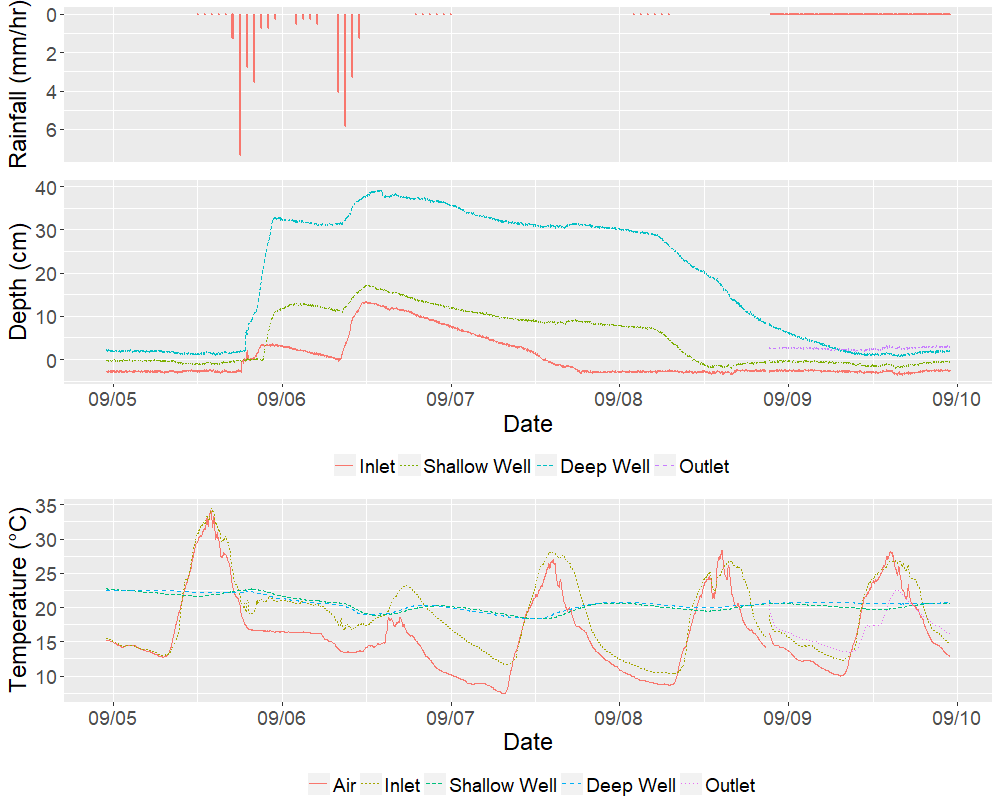 Rainfall (mm/hr)
0
2
4
6
Depth (cm)
40
30
20
10
0
09/05 09/06 09/07 09/08 09/09 09/10
Date
Inlet Shallow Well Deep Well Outlet
Temperature (°C)
35
30
25
20
15
10
09/05 09/06 09/07 09/08 09/09 09/10
Date
Air Inlet Shallow Well Deep Well Outlet